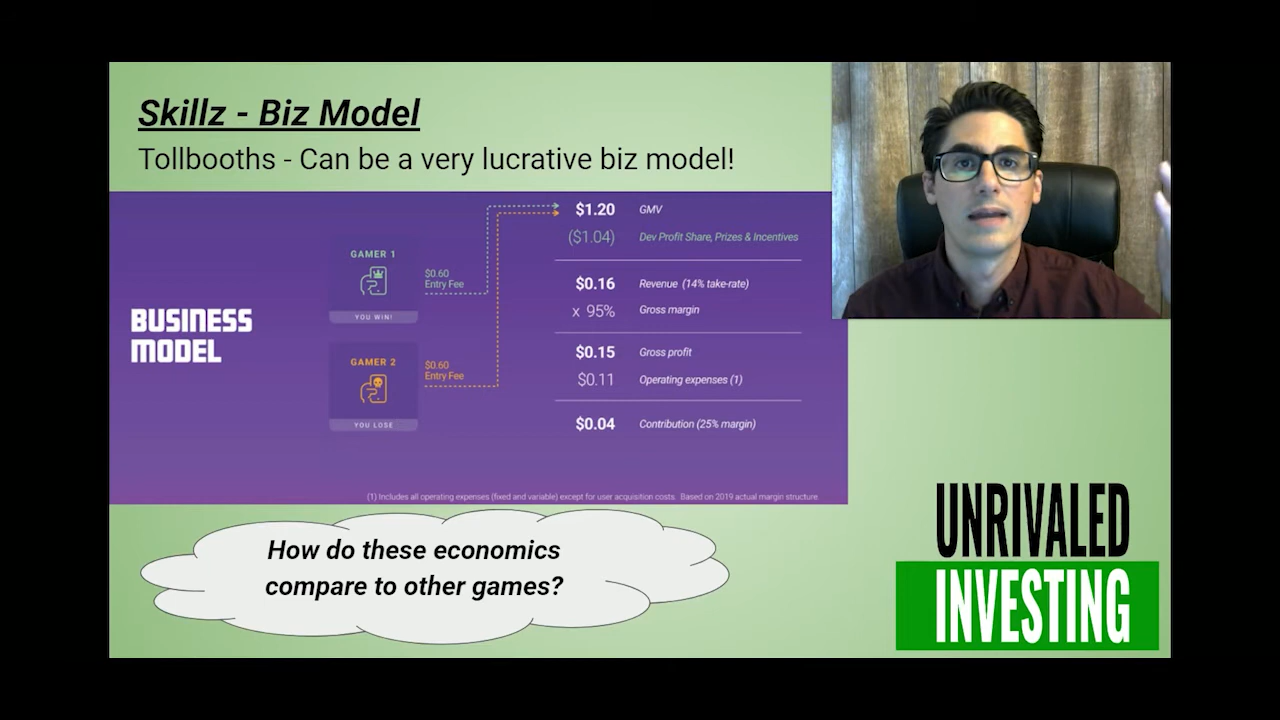 Skillz - Biz Model
Tollbooths - Can be a very lucrative biz model!
BUSINESS
MODEL
GAMER 1
YOU WIN!
$0.60
Entry Fee
GAMER 2
YOU LOSE
$0.60
Entry Fee
$1.20 GMV
($1.04) Dev Profit Share, Prizes & Incentives
$0.16 Revenue (14% take-rate)
x 95% Gross margin
$0.15 Gross profit
$0.11 Operating expenses (1)
$0.04 Contribution (25% margin)
(1) Includes all operating expenses (fixed and variable) except for user acquisition costs. Based on 2019 actual margin structure.
How do these economics
compare to other games?
UNRIVALED
INVESTING